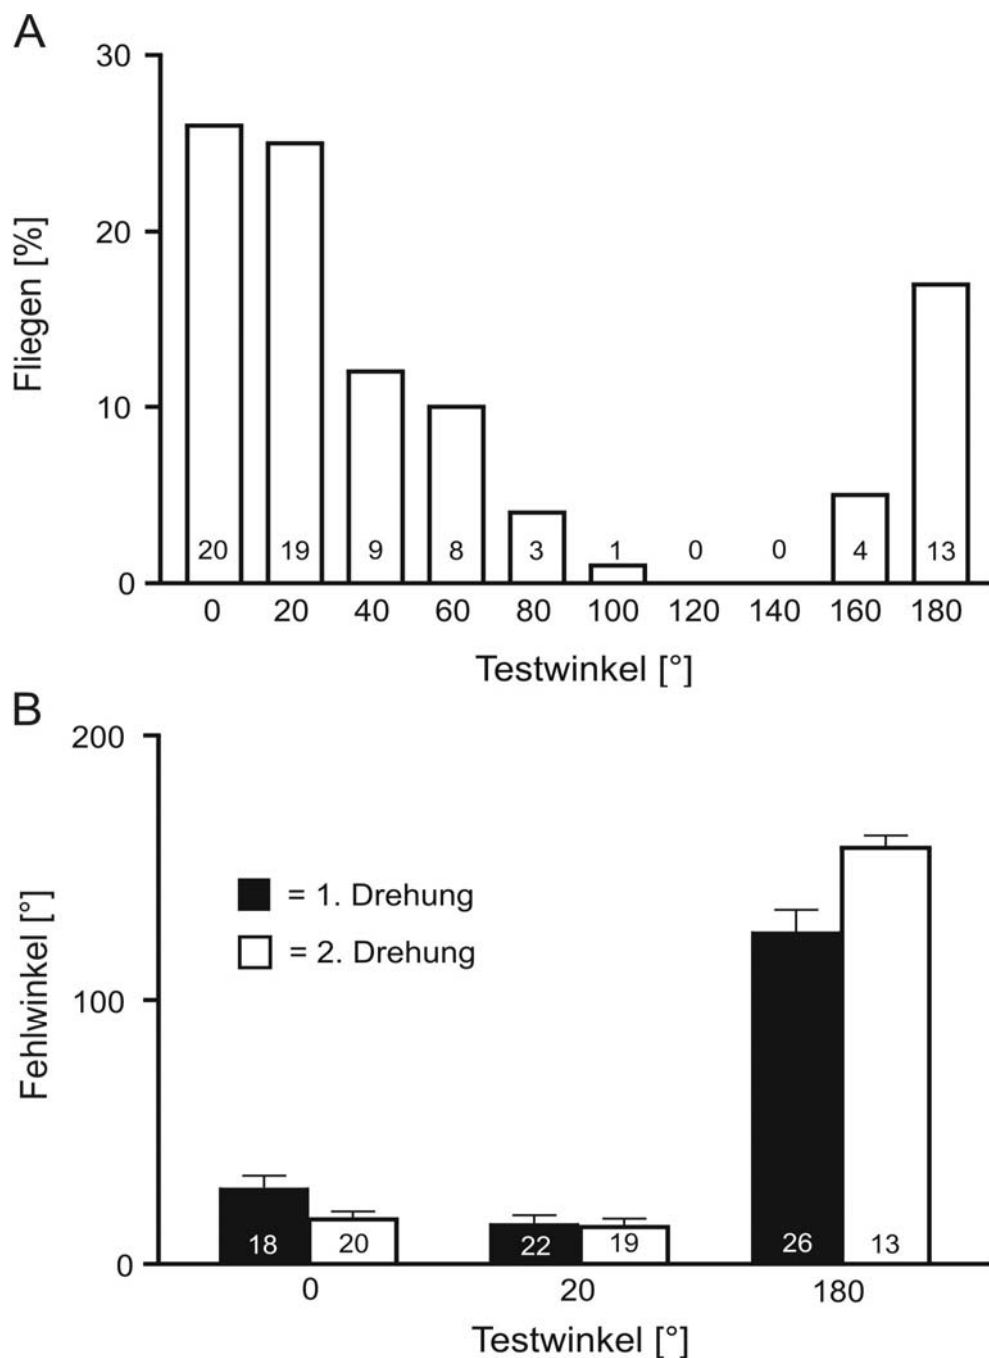 A
30
20
10
0
Fliegen [%]
20 19 9 8 3 1 0 0 4 13
0 20 40 60 80 100 120 140 160 180
Testwinkel [°]
B
200
100
0
Fehlwinkel [°]
= 1. Drehung
= 2. Drehung
18 20 22 19 26 13
0 20 180
Testwinkel [°]